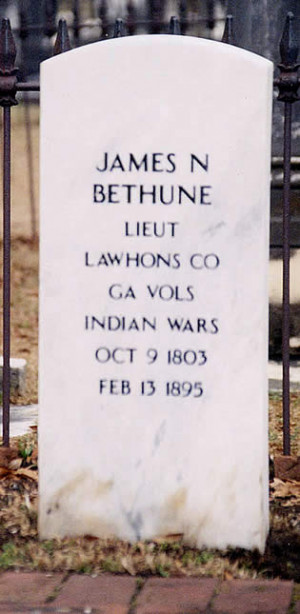 JAMES N
BETHUNE
LIEUT
LAWHONS CO
GA VOLS
INDIAN WARS
OCT 9 1803
FEB 13 1895